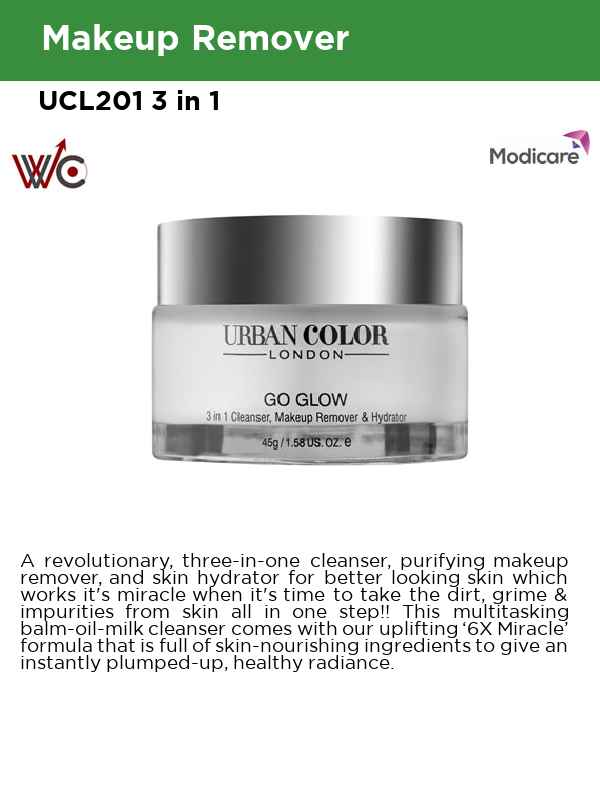 Makeup Remover
UCL201 3 in 1
WC
Modicare
URBAN COLOR
LONDON
GO GLOW
3 in 1 Cleanser, Makeup Remover & Hydrator
45g / 1.58 US. OZ. e
A revolutionary, three-in-one cleanser, purifying makeup
remover, and skin hydrator for better looking skin which
works it's miracle when it's time to take the dirt, grime &
impurities from skin all in one step!! This multitasking
balm-oil-milk cleanser comes with our uplifting ‘6X Miracle’
formula that is full of skin-nourishing ingredients to give an
instantly plumped-up, healthy radiance.